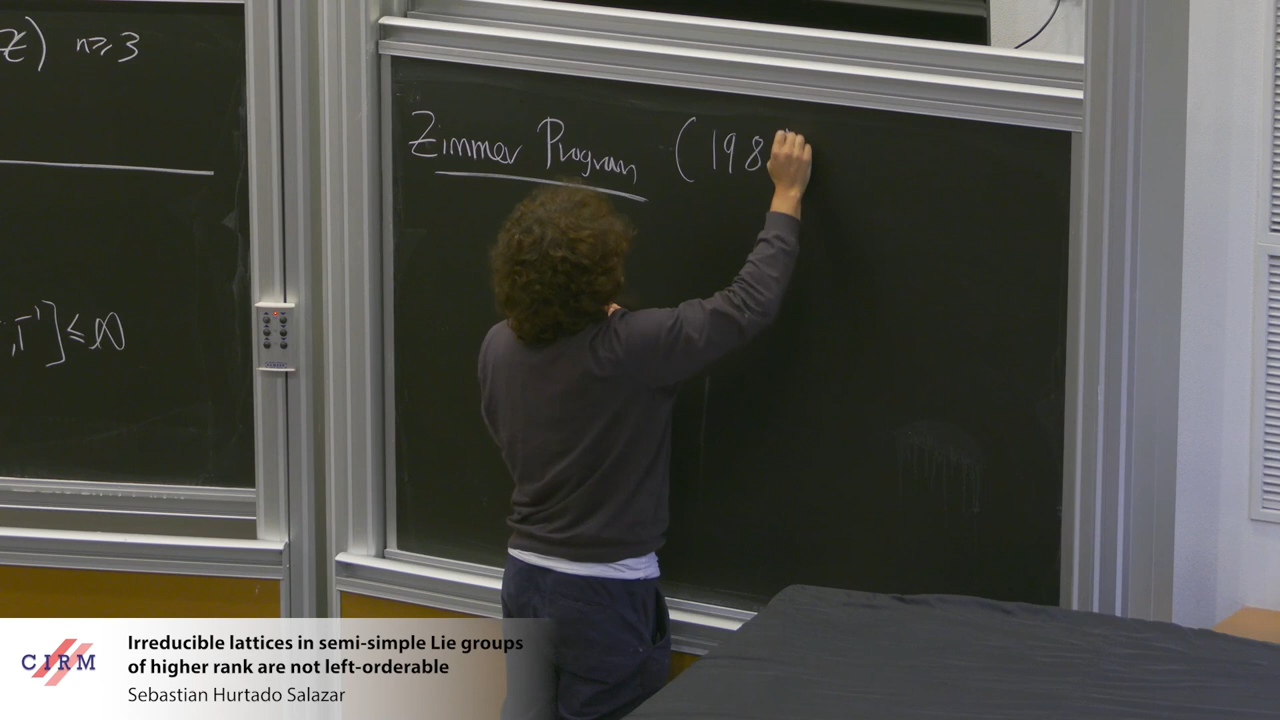 Z) n≥3
Zimmer Program (198
,Γ']≤∞
CIRM
Irreducible lattices in semi-simple Lie groups
of higher rank are not left-orderable
Sebastian Hurtado Salazar